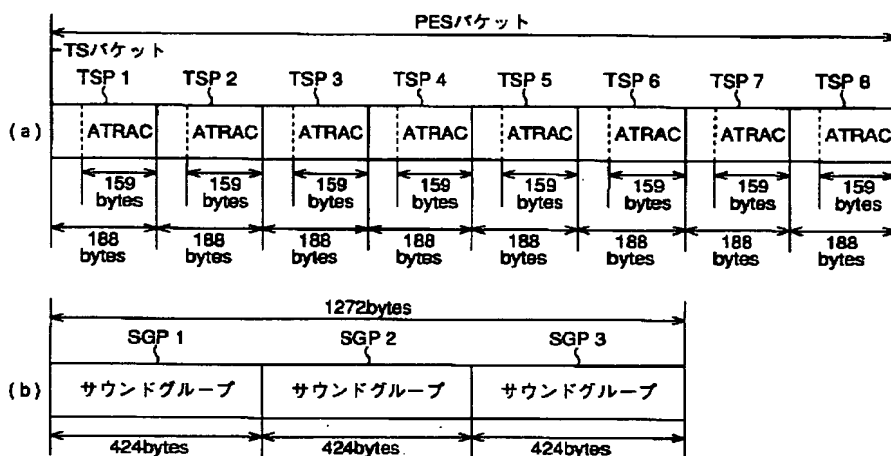 PESパケット
TSパケット
TSP 1 TSP 2 TSP 3 TSP 4 TSP 5 TSP 6 TSP 7 TSP 8
(a) ATRAC ATRAC ATRAC ATRAC ATRAC ATRAC ATRAC ATRAC
159 159 159 159 159 159 159 159
bytes bytes bytes bytes bytes bytes bytes bytes
188 188 188 188 188 188 188 188
bytes bytes bytes bytes bytes bytes bytes bytes
1272bytes
SGP 1 SGP 2 SGP 3
(b) サウンドグループ サウンドグループ サウンドグループ
424bytes 424bytes 424bytes